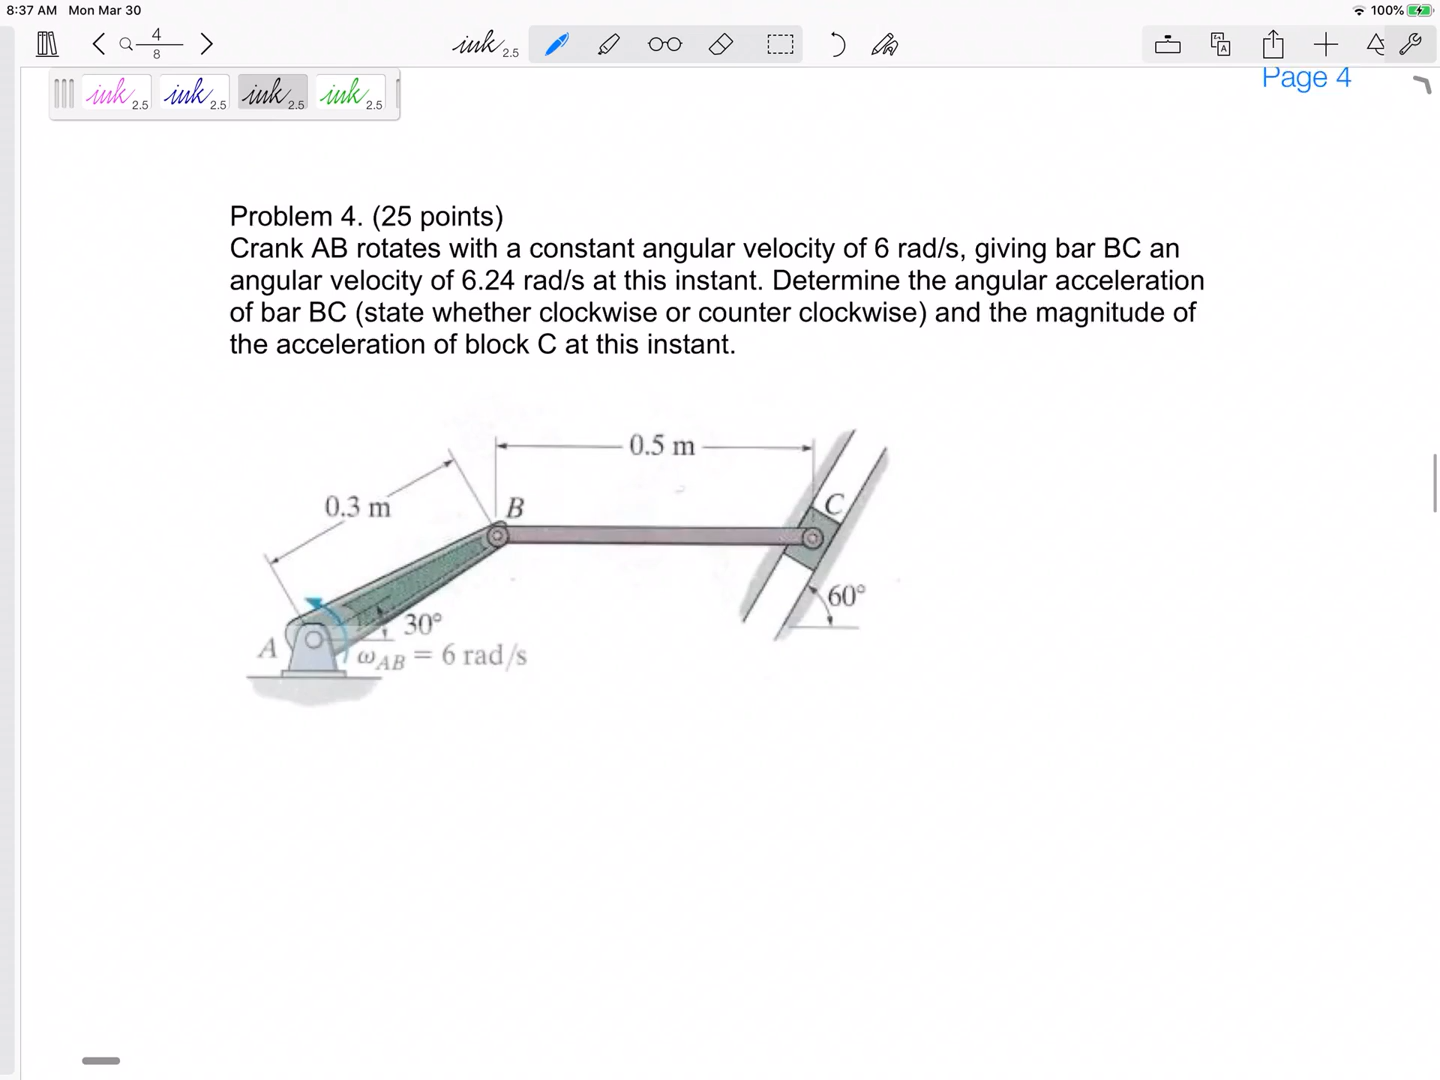 8:37 AM Mon Mar 30
100%
4
8
ink 2.5
ink 2.5
ink 2.5
ink 2.5
ink 2.5
A
Page 4
Problem 4. (25 points)
Crank AB rotates with a constant angular velocity of 6 rad/s, giving bar BC an
angular velocity of 6.24 rad/s at this instant. Determine the angular acceleration
of bar BC (state whether clockwise or counter clockwise) and the magnitude of
the acceleration of block C at this instant.
0.5 m
0.3 m
B
C
60°
30°
A
ωAB = 6 rad/s